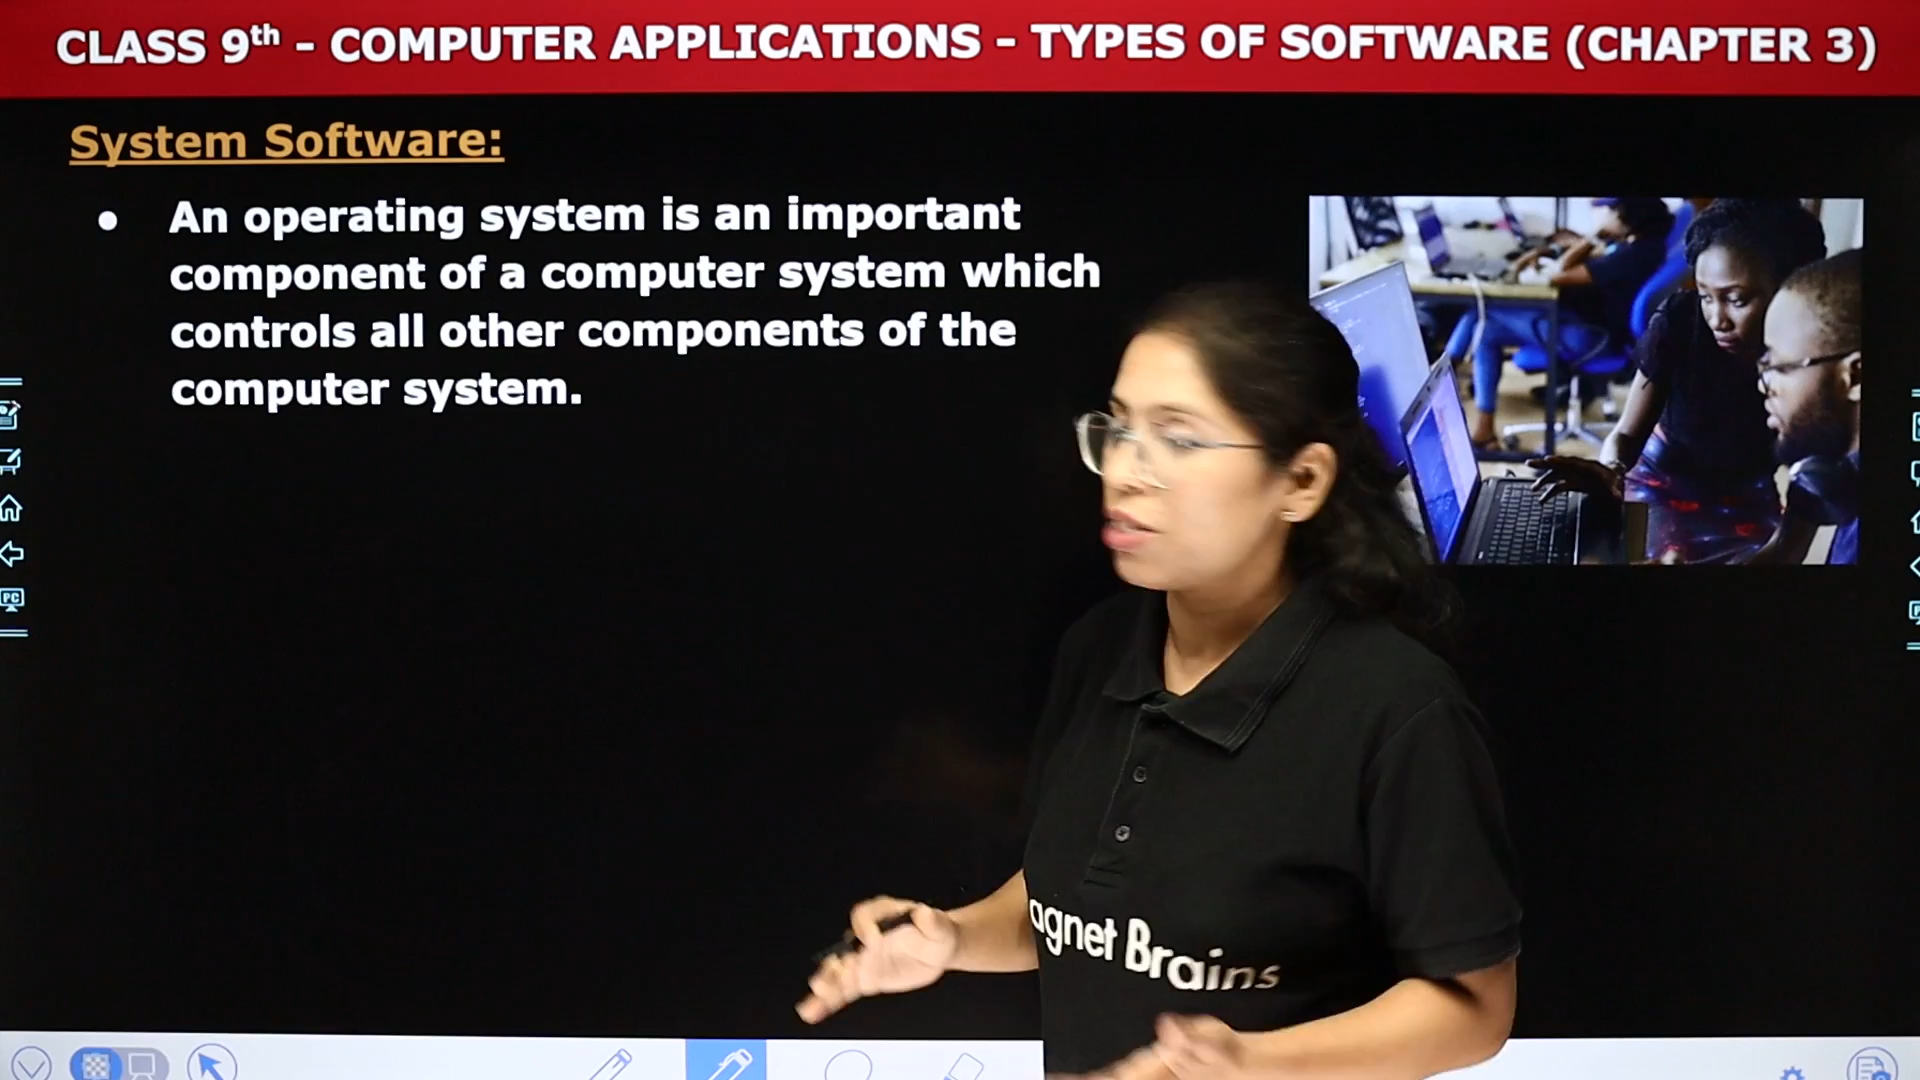 CLASS 9th - COMPUTER APPLICATIONS - TYPES OF SOFTWARE (CHAPTER 3)
System Software:
• An operating system is an important
component of a computer system which
controls all other components of the
computer system.
PC
agnet Brains